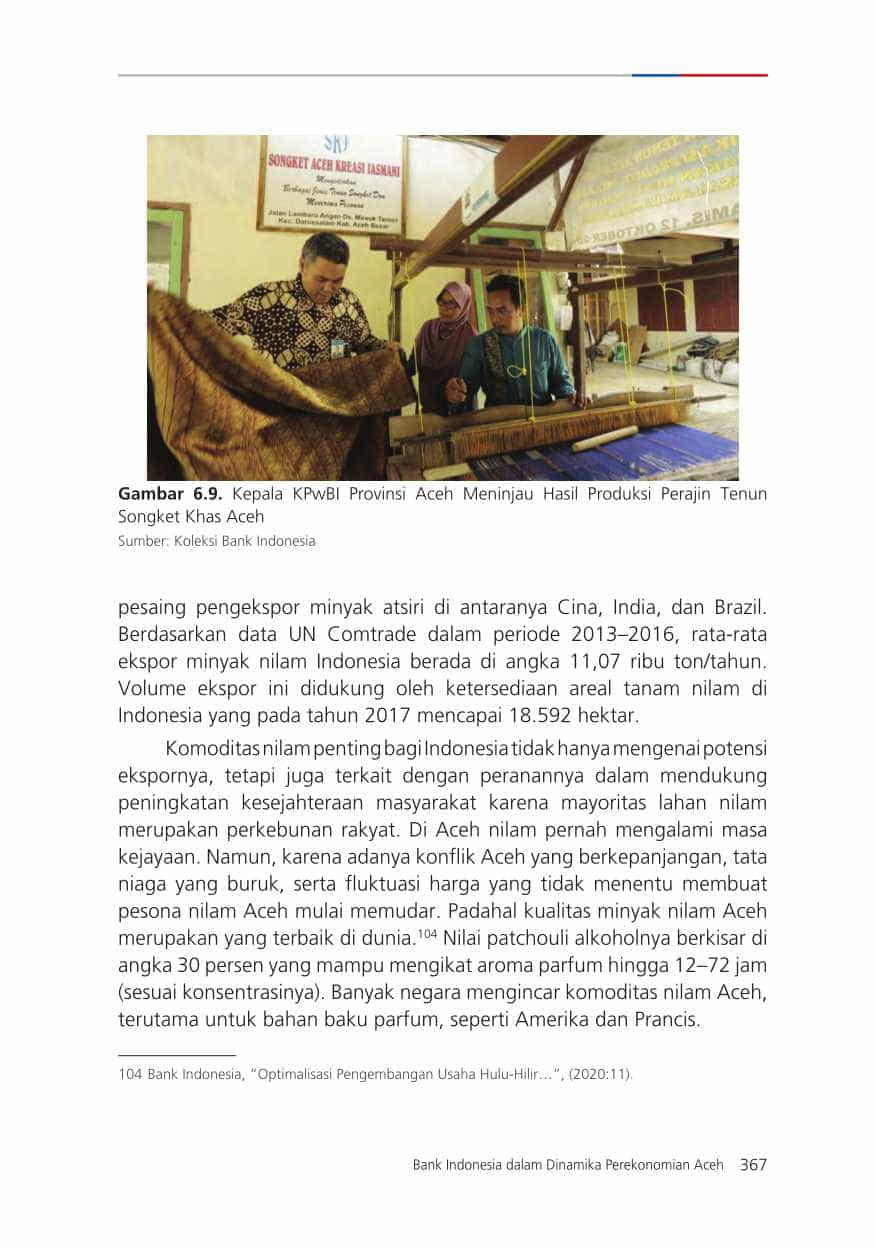 SRJ
SONGKET ACEH KREASI IASMANI
Mengediakan
Berbagai Jenis Tenun Songket Dan
Menerima Pesanan
Jalan Lambaro Angan Ds. Miruk Taman
Kec. Darussalam Kab. Aceh Besar
AMIS, 12 OKTOBER
Gambar 6.9. Kepala KPwBI Provinsi Aceh Meninjau Hasil Produksi Perajin Tenun
Songket Khas Aceh
Sumber: Koleksi Bank Indonesia
pesaing pengekspor minyak atsiri di antaranya Cina, India, dan Brazil.
Berdasarkan data UN Comtrade dalam periode 2013–2016, rata-rata
ekspor minyak nilam Indonesia berada di angka 11,07 ribu ton/tahun.
Volume ekspor ini didukung oleh ketersediaan areal tanam nilam di
Indonesia yang pada tahun 2017 mencapai 18.592 hektar.
Komoditas nilam penting bagi Indonesia tidak hanya mengenai potensi
ekspornya, tetapi juga terkait dengan peranannya dalam mendukung
peningkatan kesejahteraan masyarakat karena mayoritas lahan nilam
merupakan perkebunan rakyat. Di Aceh nilam pernah mengalami masa
kejayaan. Namun, karena adanya konflik Aceh yang berkepanjangan, tata
niaga yang buruk, serta fluktuasi harga yang tidak menentu membuat
pesona nilam Aceh mulai memudar. Padahal kualitas minyak nilam Aceh
merupakan yang terbaik di dunia.104 Nilai patchouli alkoholnya berkisar di
angka 30 persen yang mampu mengikat aroma parfum hingga 12–72 jam
(sesuai konsentrasinya). Banyak negara mengincar komoditas nilam Aceh,
terutama untuk bahan baku parfum, seperti Amerika dan Prancis.
104 Bank Indonesia, “Optimalisasi Pengembangan Usaha Hulu-Hilir…”, (2020:11).
Bank Indonesia dalam Dinamika Perekonomian Aceh 367